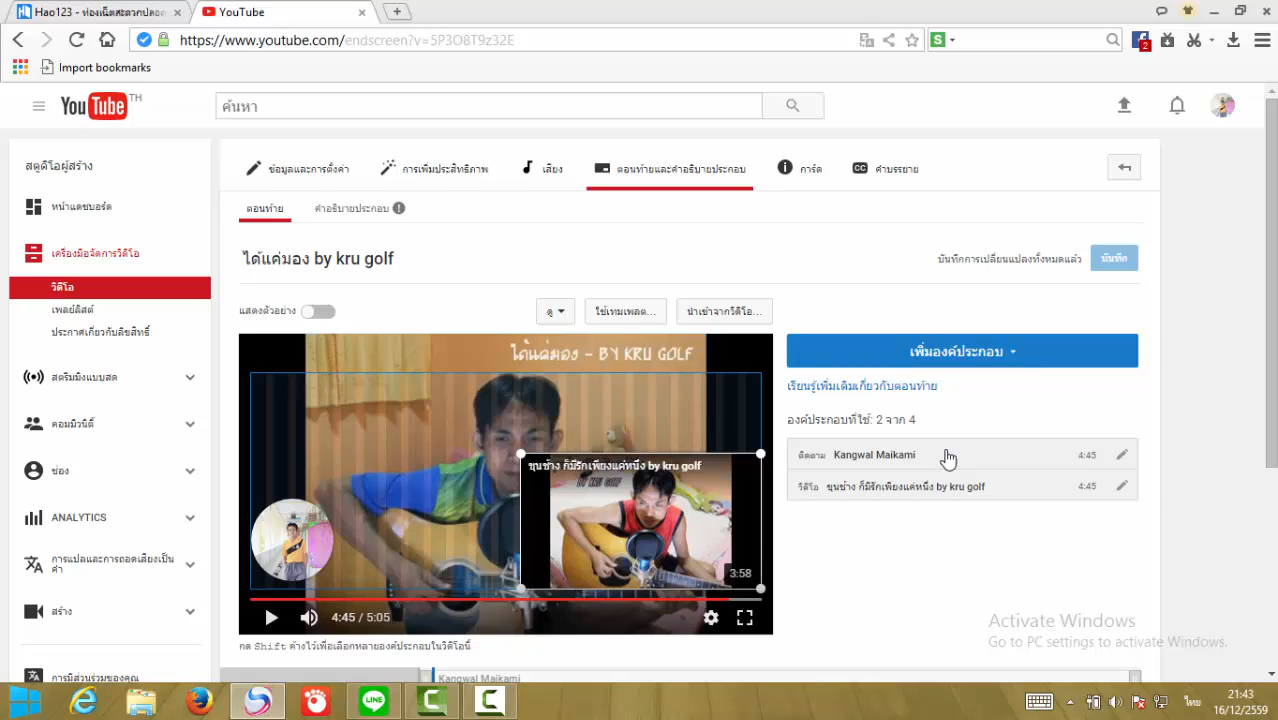 Hao123 - ท่องเน็ตสะดวกปลอด
YouTube
https://www.youtube.com/endscreen?v=5P3O8T9z32E
S
2
Import bookmarks
YouTube TH
ค้นหา
สตูดิโอผู้สร้าง
หน้าแดชบอร์ด
เครื่องมือจัดการวิดีโอ
วิดีโอ
เพลย์ลิสต์
ประกาศเกี่ยวกับลิขสิทธิ์
สตรีมมิงแบบสด
คอมมิวนิตี้
ช่อง
ANALYTICS
การแปลและการถอดเสียงเป็น
คำ
สร้าง
การมีส่วนร่วมของคุณ
ข้อมูลและการตั้งค่า
การเพิ่มประสิทธิภาพ
เสียง
ตอนท้ายและคำอธิบายประกอบ
การ์ด
CC คำบรรยาย
ตอนท้าย
คำอธิบายประกอบ
ได้แค่มอง by kru golf
บันทึกการเปลี่ยนแปลงทั้งหมดแล้ว
บันทึก
แสดงตัวอย่าง
ดู
ใช้เทมเพลต...
นำเข้าจากวิดีโอ...
ได้แค่มอง - BY KRU GOLF
ขุนช้าง ก็มีรักเพียงแค่หนึ่ง by kru golf
BY KRU GOLF
3:58
4:45 / 5:05
กด Shift ค้างไว้เพื่อเลือกหลายองค์ประกอบในวิดีโอนี้
Kangwal Maikami
เพิ่มองค์ประกอบ
เรียนรู้เพิ่มเติมเกี่ยวกับตอนท้าย
องค์ประกอบที่ใช้: 2 จาก 4
ติดตาม Kangwal Maikami 4:45
วิดีโอ ขุนช้าง ก็มีรักเพียงแค่หนึ่ง by kru golf 4:45
Activate Windows
Go to PC settings to activate Windows.
LINE
ไทย
21:43
16/12/2559